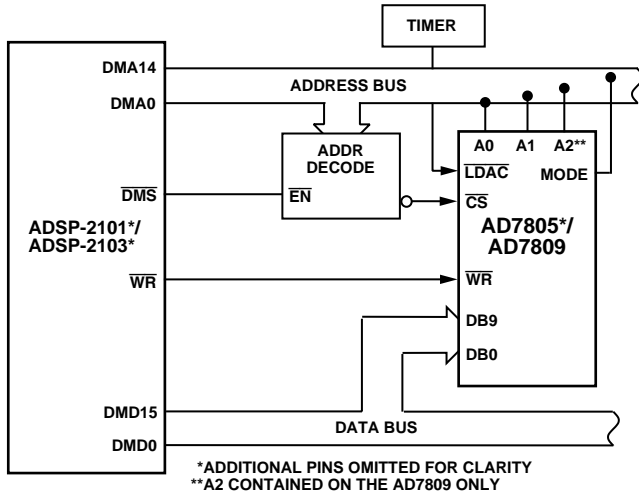 TIMER
DMA14
ADDRESS BUS
DMA0
ADDR
DECODE
A0 A1 A2**
LDAC
MODE
DMS
EN
CS
ADSP-2101*/
ADSP-2103*
AD7805*/
AD7809
WR
WR
DB9
DB0
DMD15
DATA BUS
DMD0
*ADDITIONAL PINS OMITTED FOR CLARITY
**A2 CONTAINED ON THE AD7809 ONLY